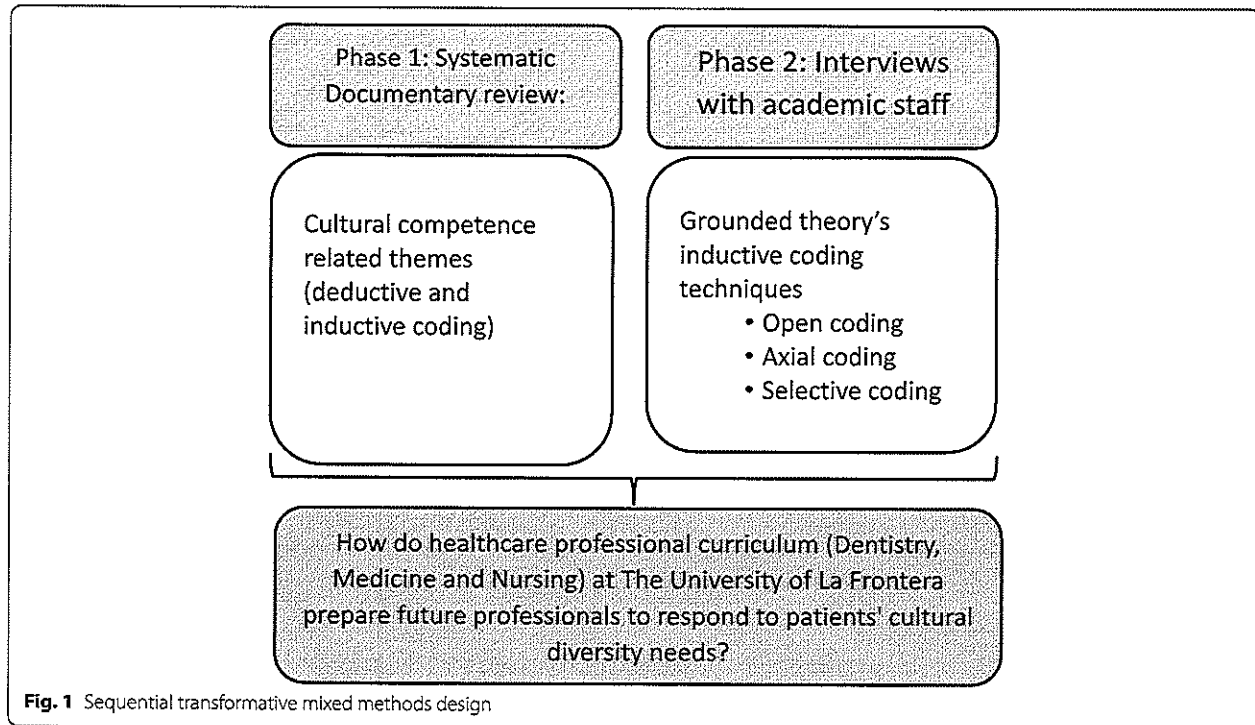 Phase 1: Systematic
Documentary review:
Phase 2: Interviews
with academic staff
Cultural competence
related themes
(deductive and
inductive coding)
Grounded theory's
inductive coding
techniques
• Open coding
• Axial coding
• Selective coding
How do healthcare professional curriculum (Dentistry,
Medicine and Nursing) at The University of La Frontera
prepare future professionals to respond to patients' cultural
diversity needs?
Fig. 1 Sequential transformative mixed methods design